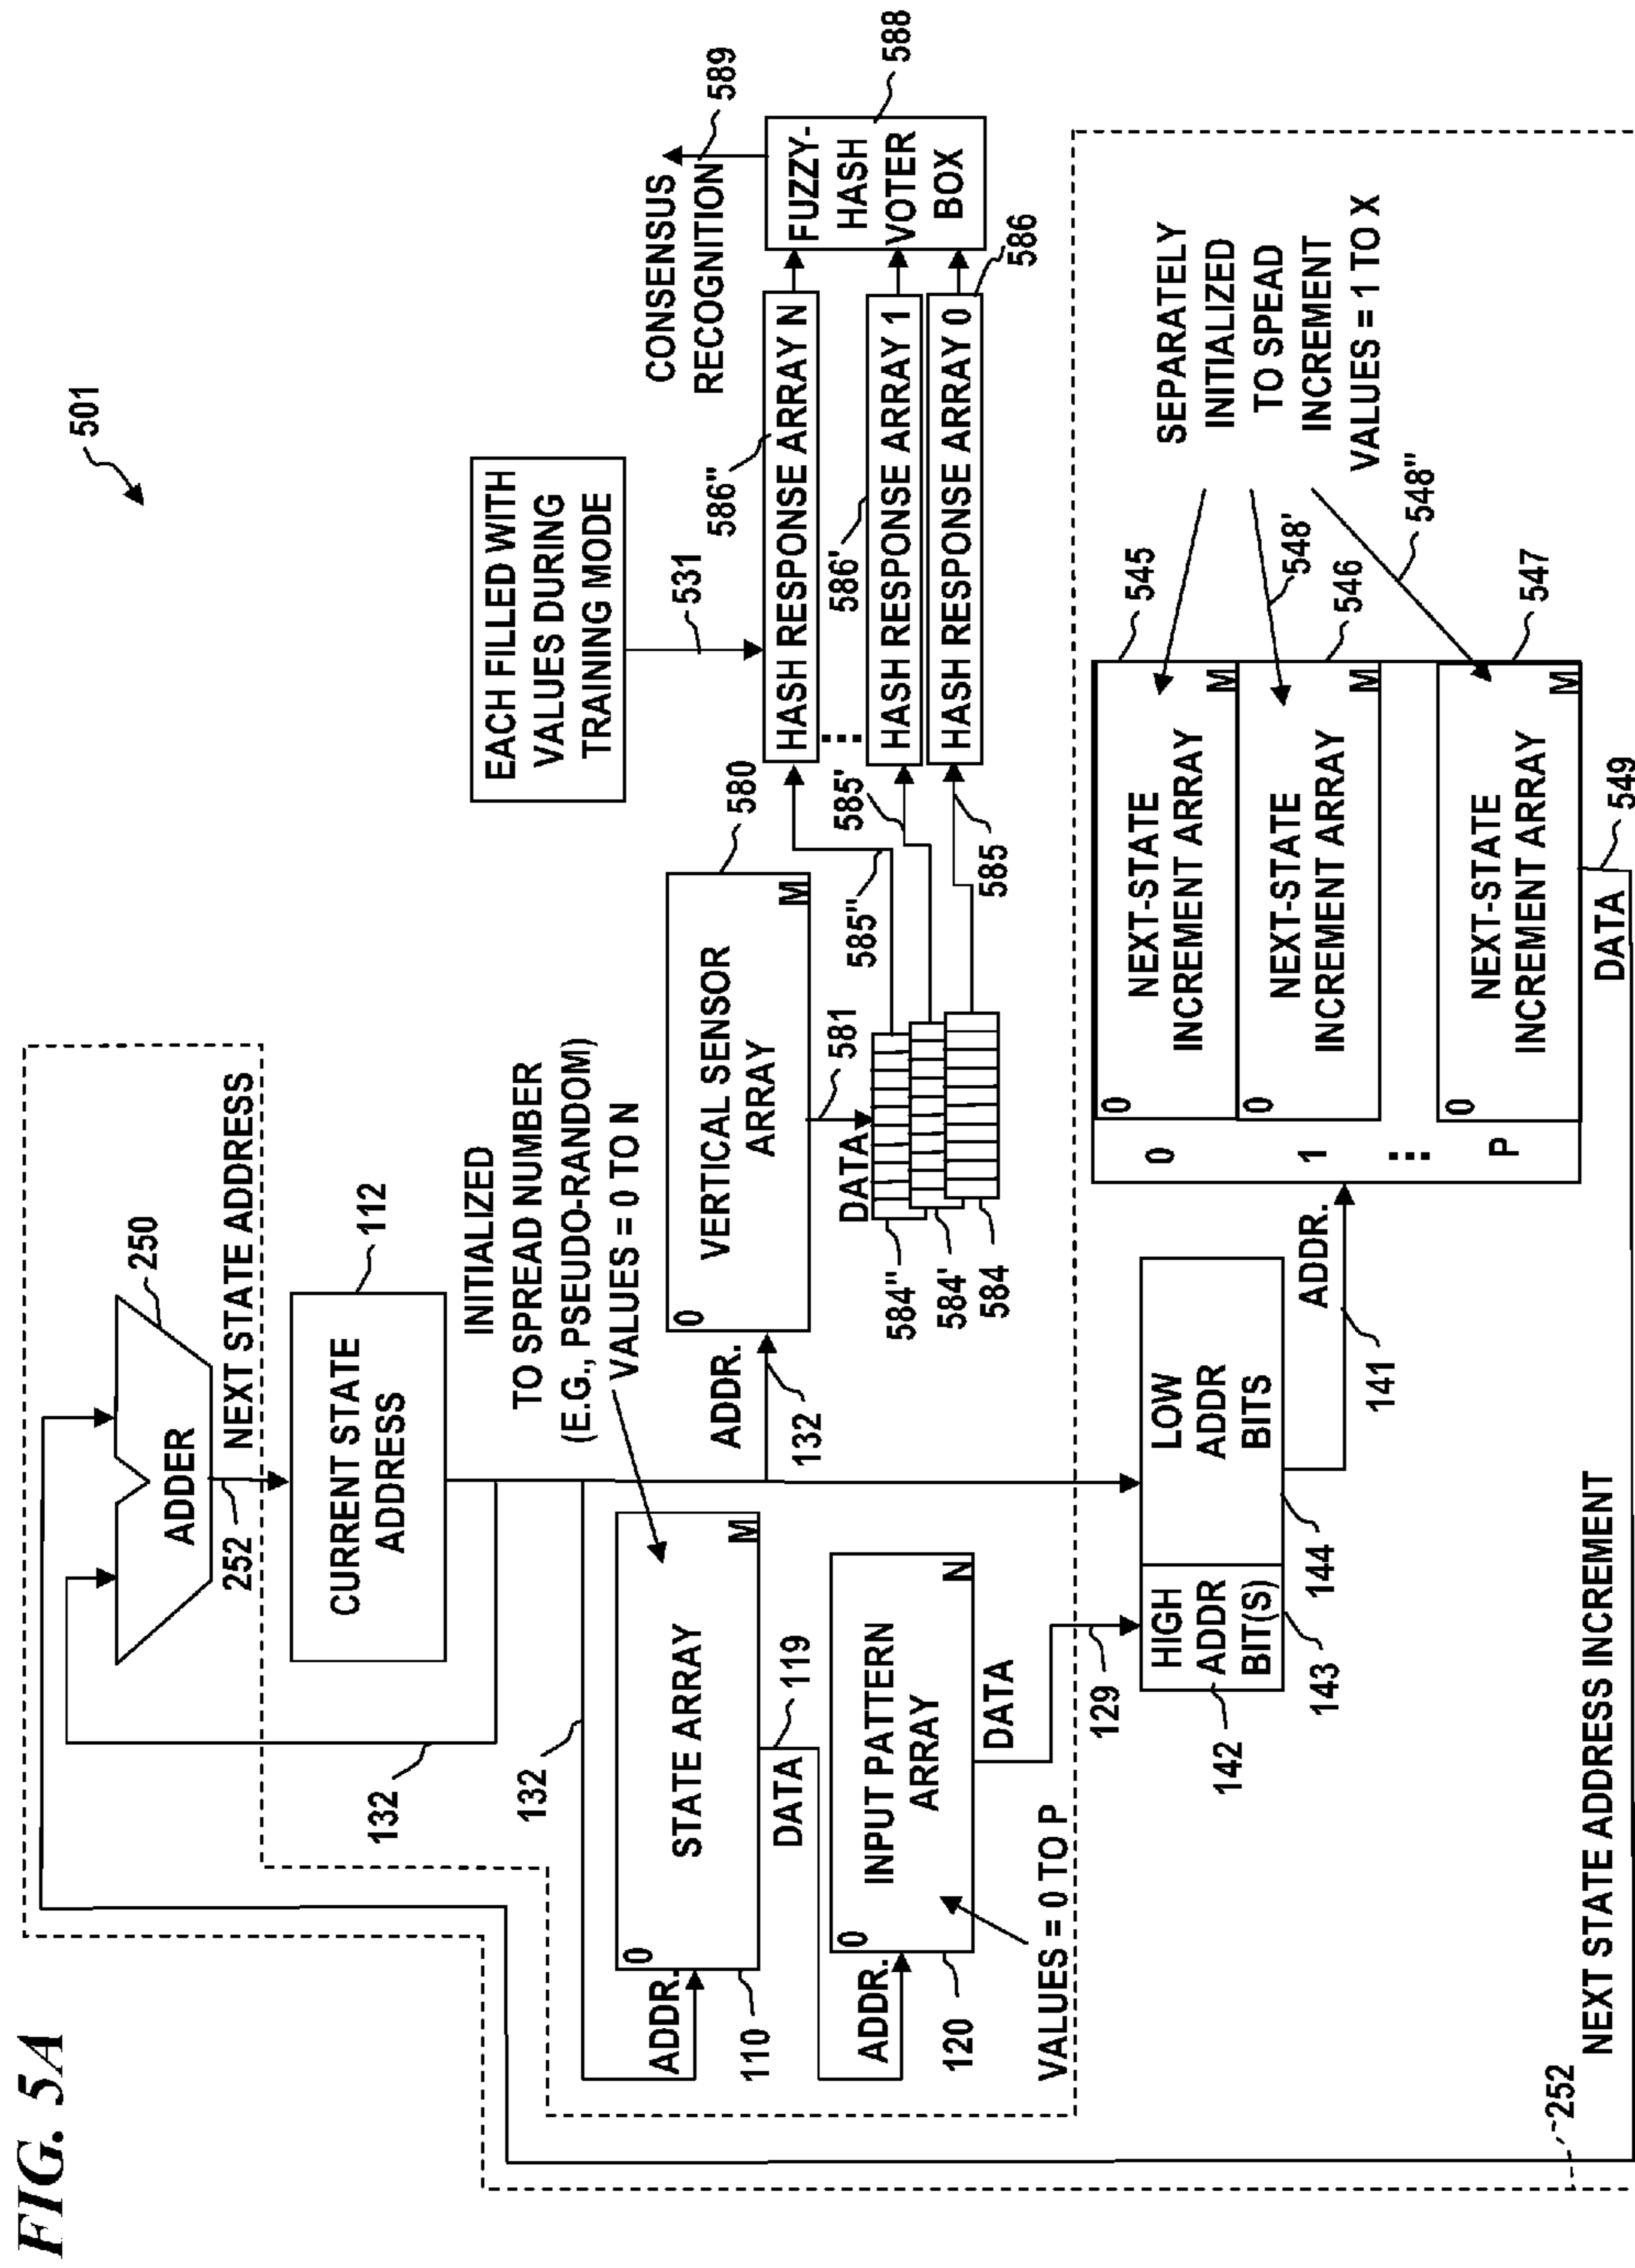 FIG. 5A
501
ADDER
250
252
NEXT STATE ADDRESS
CURRENT STATE
ADDRESS
112
132
132
INITIALIZED
TO SPREAD NUMBER
(E.G., PSEUDO-RANDOM)
VALUES = 0 TO N
ADDR.
0
STATE ARRAY
M
110
DATA
119
ADDR.
0
INPUT PATTERN
ARRAY
N
120
DATA
VALUES = 0 TO P
129
ADDR.
132
0
VERTICAL SENSOR
ARRAY
M
580
DATA
581
584"
584'
584
585"
585'
585
EACH FILLED WITH
VALUES DURING
TRAINING MODE
531
HASH RESPONSE ARRAY N
586"
HASH RESPONSE ARRAY 1
586'
HASH RESPONSE ARRAY 0
586
CONSENSUS
RECOGNITION
589
FUZZY-
HASH
VOTER
BOX
588
HIGH
ADDR
BIT(S)
LOW
ADDR
BITS
142
143
144
141
ADDR.
0
1
P
0
NEXT-STATE
INCREMENT ARRAY
M
545
0
NEXT-STATE
INCREMENT ARRAY
M
546
0
NEXT-STATE
INCREMENT ARRAY
M
547
SEPARATELY
INITIALIZED
TO SPEAD
INCREMENT
VALUES = 1 TO X
548'
548"
DATA
549
NEXT STATE ADDRESS INCREMENT
252